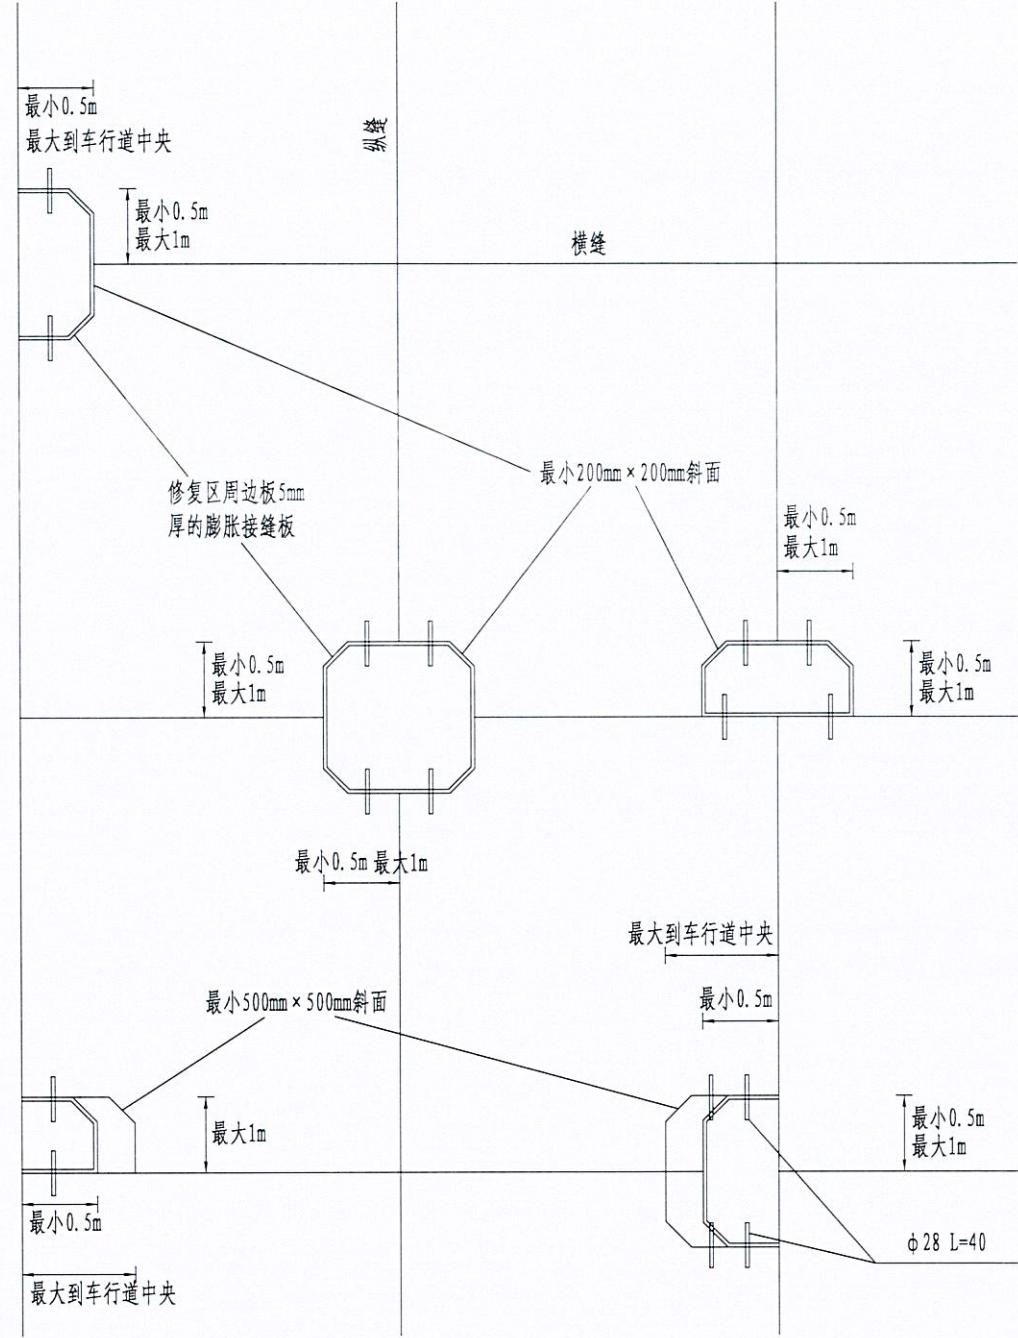 最小0.5m
最大到车行道中央
纵缝
最小0.5m
最大1m
横缝
最小200mm×200mm斜面
修复区周边板5mm
厚的膨胀接缝板
最小0.5m
最大1m
最小0.5m
最大1m
最小0.5m
最大1m
最小0.5m 最大1m
最大到车行道中央
最小500mm×500mm斜面
最小0.5m
最大1m
最小0.5m
最大1m
最小0.5m
φ28 L=40
最大到车行道中央